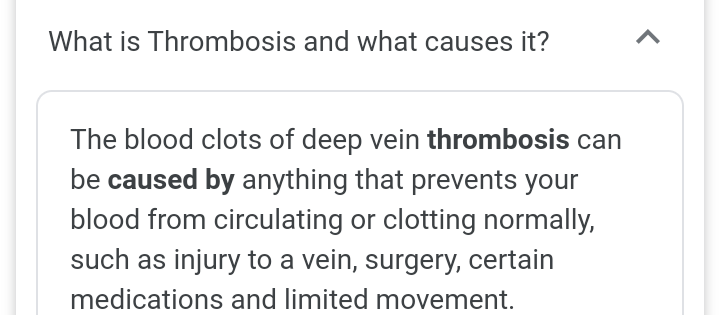 What is Thrombosis and what causes it?
The blood clots of deep vein thrombosis can
be caused by anything that prevents your
blood from circulating or clotting normally,
such as injury to a vein, surgery, certain
medications and limited movement.